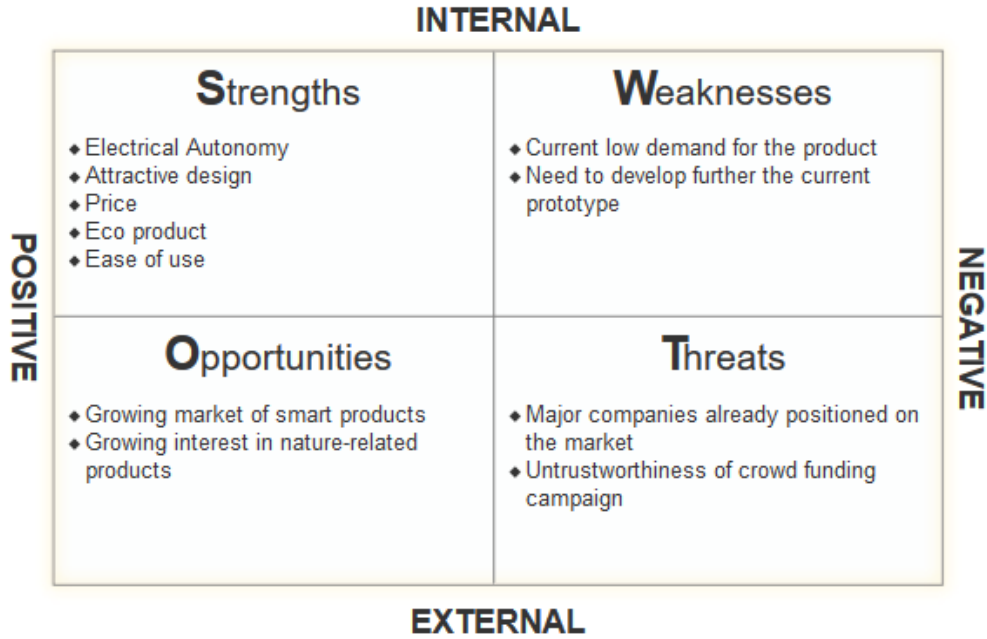 INTERNAL
Strengths
◆ Electrical Autonomy
◆ Attractive design
◆ Price
◆ Eco product
◆ Ease of use
Weaknesses
◆ Current low demand for the product
◆ Need to develop further the current
prototype
POSITIVE
NEGATIVE
Opportunities
◆ Growing market of smart products
◆ Growing interest in nature-related
products
Threats
◆ Major companies already positioned on
the market
◆ Untrustworthiness of crowd funding
campaign
EXTERNAL